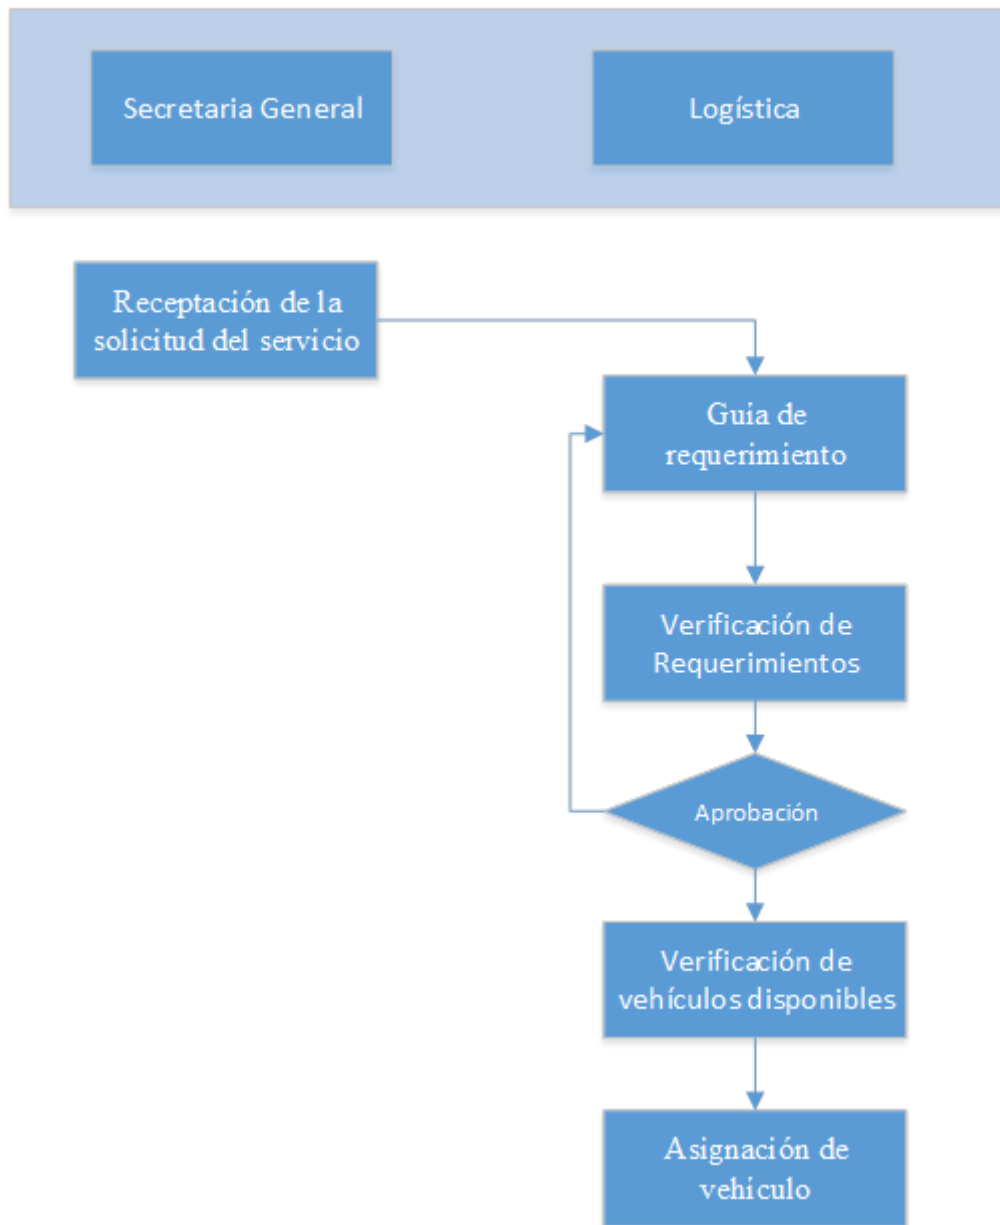 Secretaria General
Logística
Receptación de la
solicitud del servicio
Guia de
requerimiento
Verificación de
Requerimientos
Aprobación
Verificación de
vehículos disponibles
Asignación de
vehículo